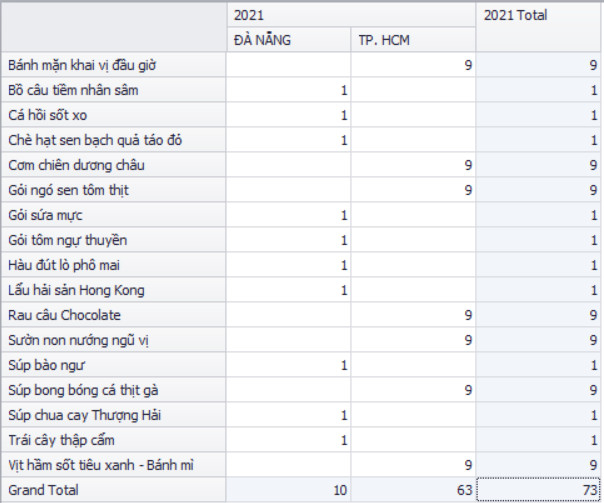 2021 2021 Total
ĐÀ NẴNG TP. HCM
Bánh mặn khai vị đầu giờ 9 9
Bồ câu tiềm nhân sâm 1 1
Cá hồi sốt xo 1 1
Chè hạt sen bạch quả táo đỏ 1 1
Cơm chiên dương châu 9 9
Gói ngó sen tôm thịt 9 9
Gói sứa mực 1 1
Gói tôm ngư thuyền 1 1
Hàu đút lò phô mai 1 1
Lẩu hải sản Hong Kong 1 1
Rau câu Chocolate 9 9
Sườn non nướng ngũ vị 9 9
Súp bào ngư 1 1
Súp bong bóng cá thịt gà 9 9
Súp chua cay Thượng Hải 1 1
Trái cây thập cẩm 1 1
Vịt hầm sốt tiêu xanh - Bánh mì 9 9
Grand Total 10 63 73